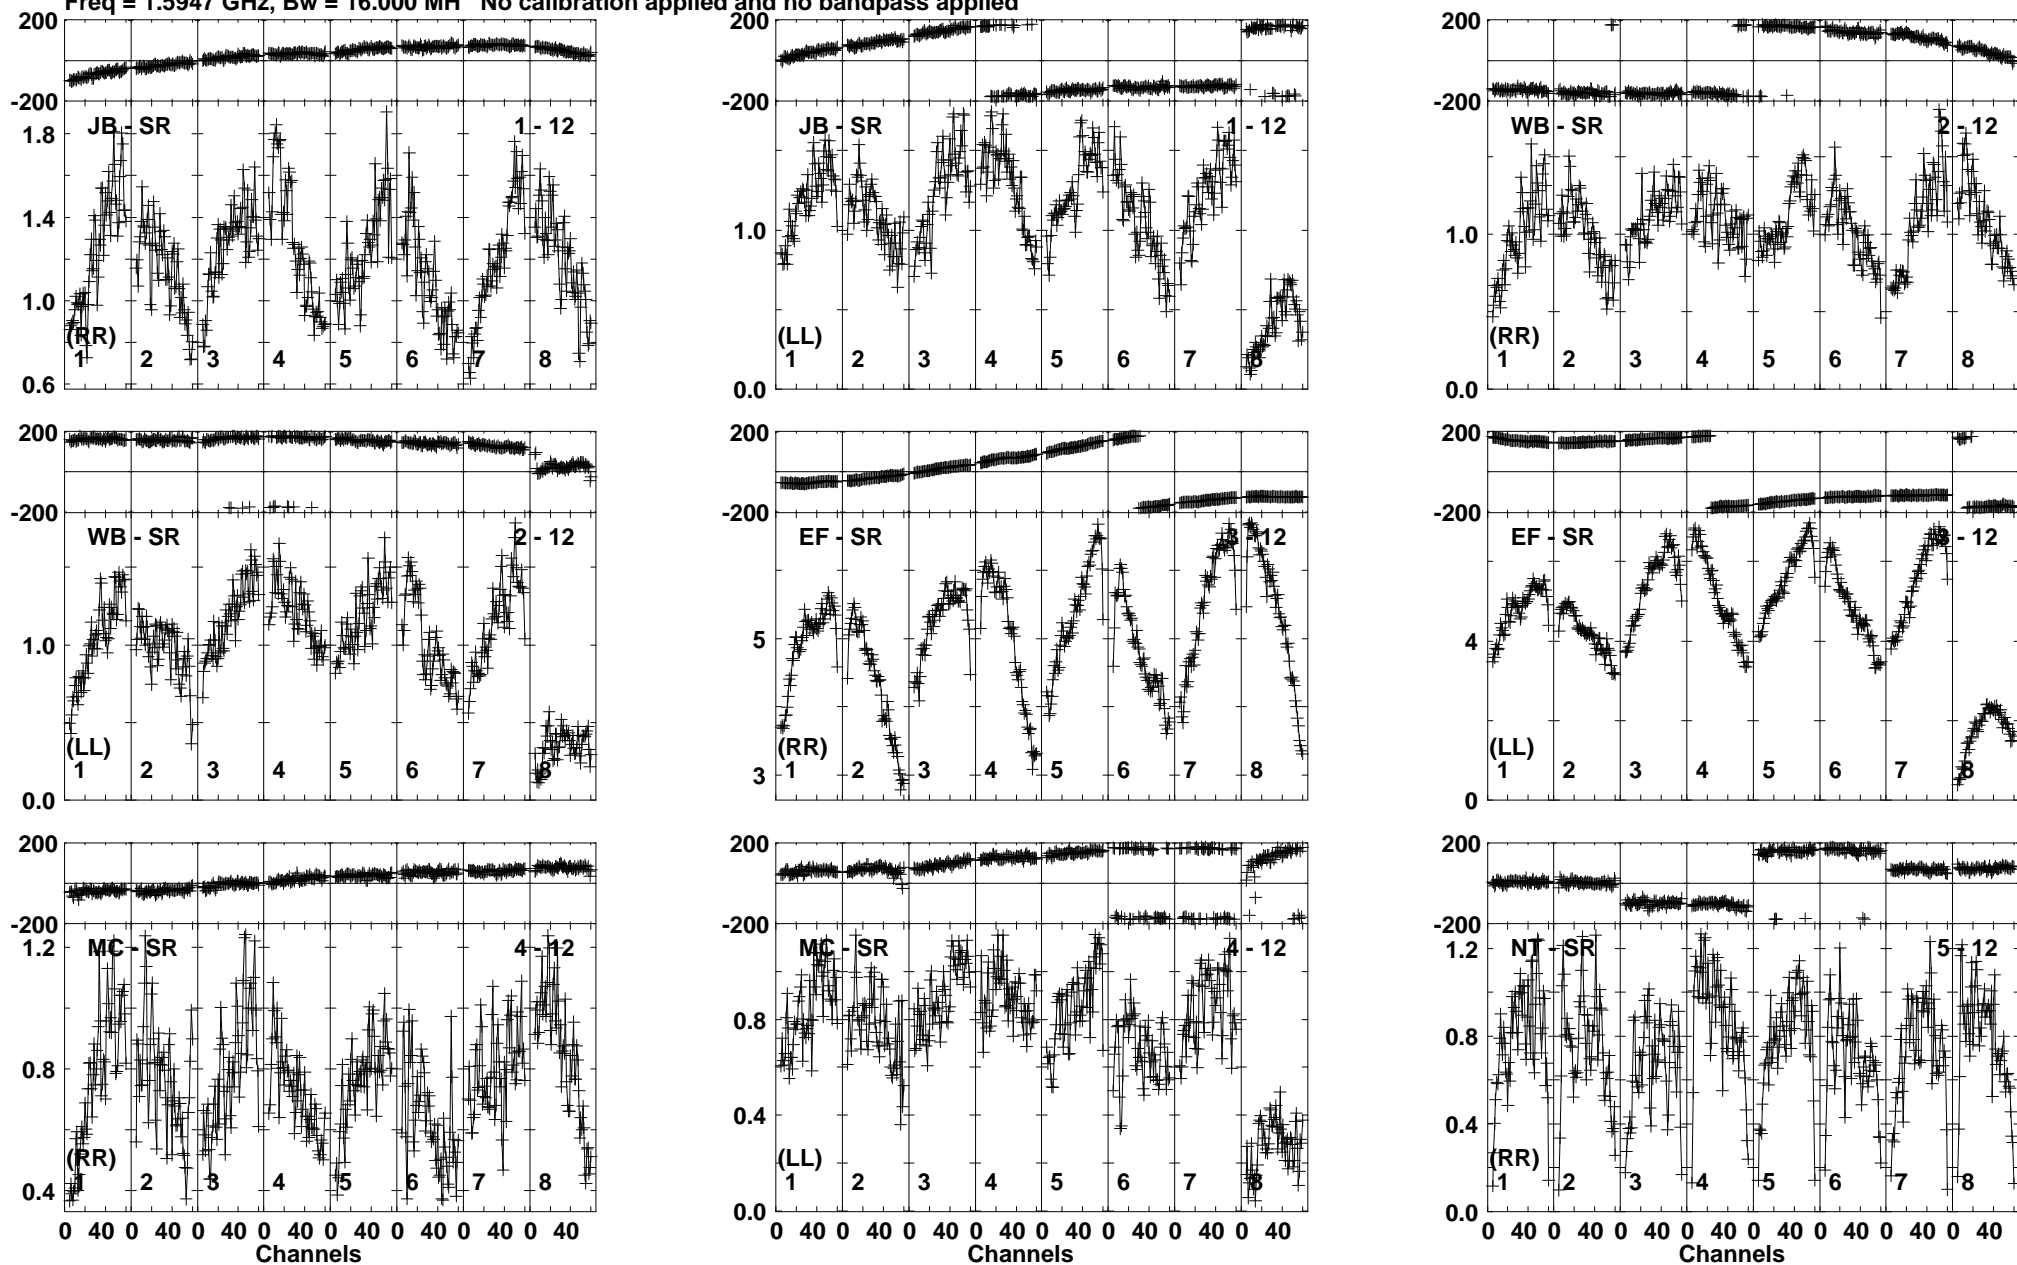 Freq = 1.5947 GHz, Bw = 16.000 MH No calibration applied and no bandpass applied
200 200 200
-200 -200 -200
JB - SR 1 - 12 JB - SR 1 - 12 WB - SR 2 - 12
1.8
1.4
1.0 1.0 1.0
(RR) (LL) (RR)
1 2 3 4 5 6 7 8 1 2 3 4 5 6 7 8 1 2 3 4 5 6 7 8
0.6 0.0 0.0
200 200 200
-200 -200 -200
WB - SR 2 - 12 EF - SR 3 - 12 EF - SR 3 - 12
1.0 5 4
(LL) (RR) (LL)
1 2 3 4 5 6 7 8 1 2 3 4 5 6 7 8 1 2 3 4 5 6 7 8
0.0 3 0
200 200 200
-200 -200 -200
MC - SR 4 - 12 MC - SR 4 - 12 NT - SR 5 - 12
1.2 1.2
0.8 0.8 0.8
0.4 0.4
(RR) (LL) (RR)
1 2 3 4 5 6 7 8 1 2 3 4 5 6 7 8 1 2 3 4 5 6 7 8
0.4 0.0 0.0
0 40 0 40 0 40 0 40 0 40 0 40 0 40 0 40 0 40 0 40 0 40 0 40 0 40 0 40 0 40 0 40 0 40 0 40 0 40 0 40 0 40 0 40 0 40 0 40
Channels Channels Channels